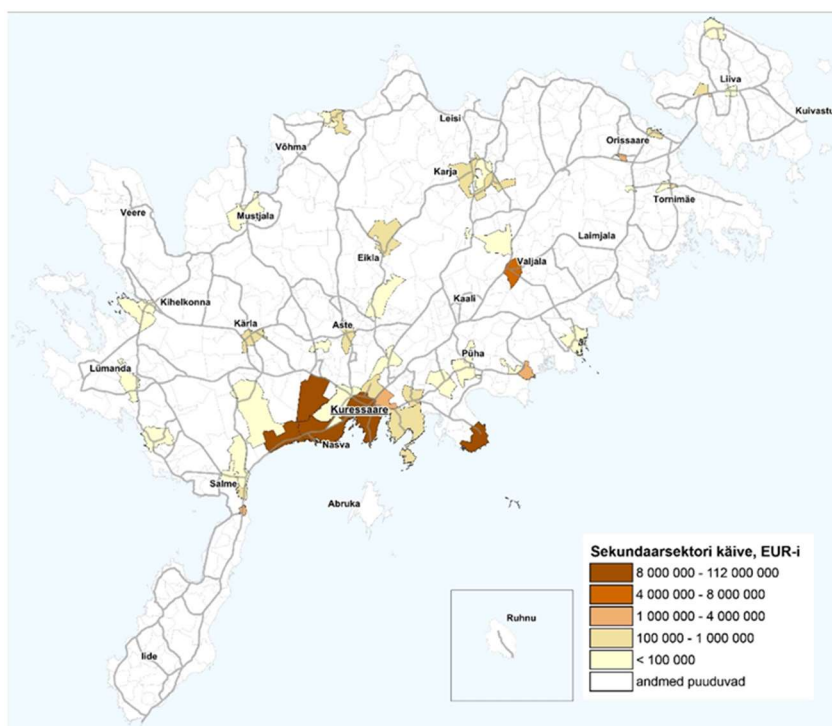 Liiva
Kuivastu
Leisi
Orissaare
Võhma
Karja
Tornimäe
Veere
Mustjala
Laimjala
Eikla
Valjala
Kihelkonna
Kaali
Kärla
Aste
Püha
Lümanda
Kuressaare
Nasva
Salme
Abruka
Iide
Ruhnu
Sekundaarsektori käive, EUR-i
8 000 000 - 112 000 000
4 000 000 - 8 000 000
1 000 000 - 4 000 000
100 000 - 1 000 000
< 100 000
andmed puuduvad